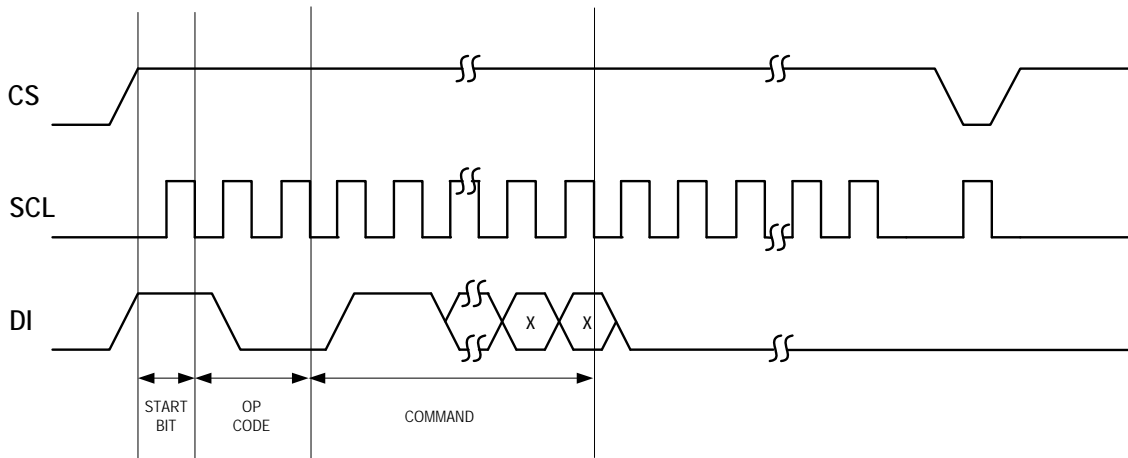 CS
SCL
DI
X X
START
BIT
OP
CODE
COMMAND